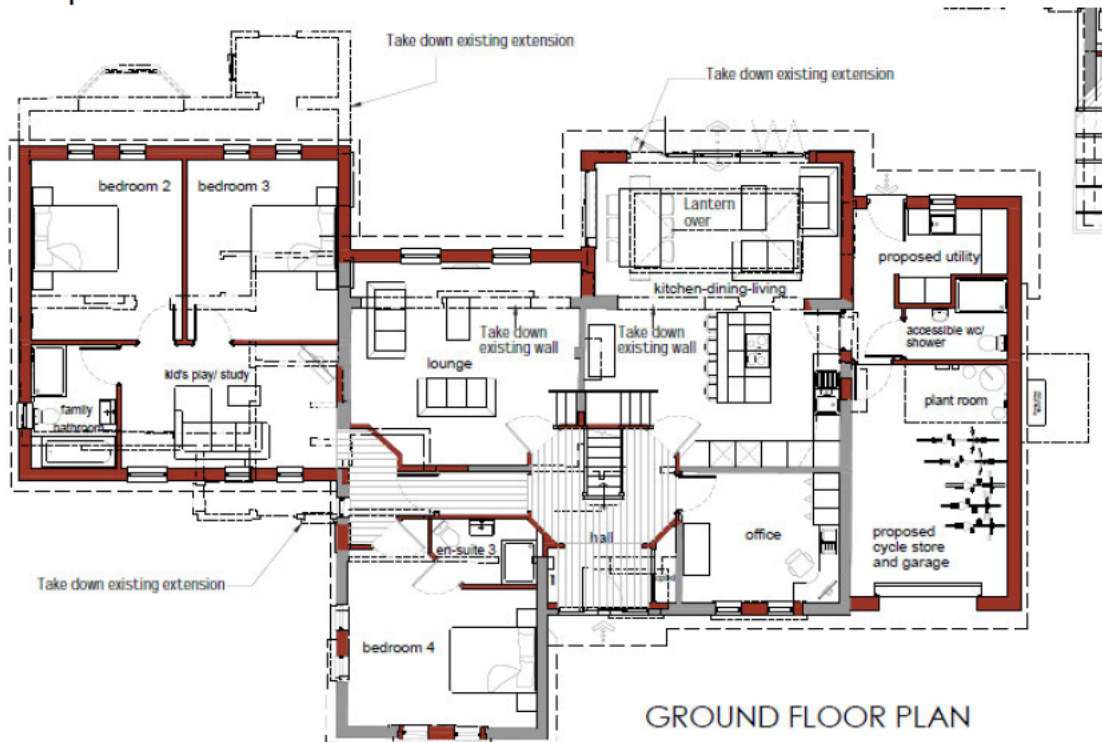 Take down existing extension
Take down existing extension
bedroom 2
bedroom 3
Lantern
over
proposed utility
kitchen-dining-living
Take down
existing wall
Take down
existing wall
accessible wc/
shower
lounge
kid's play/ study
plant room
family
bathroom
hall
office
en-suite 3
proposed
cycle store
and garage
Take down existing extension
bedroom 4
GROUND FLOOR PLAN